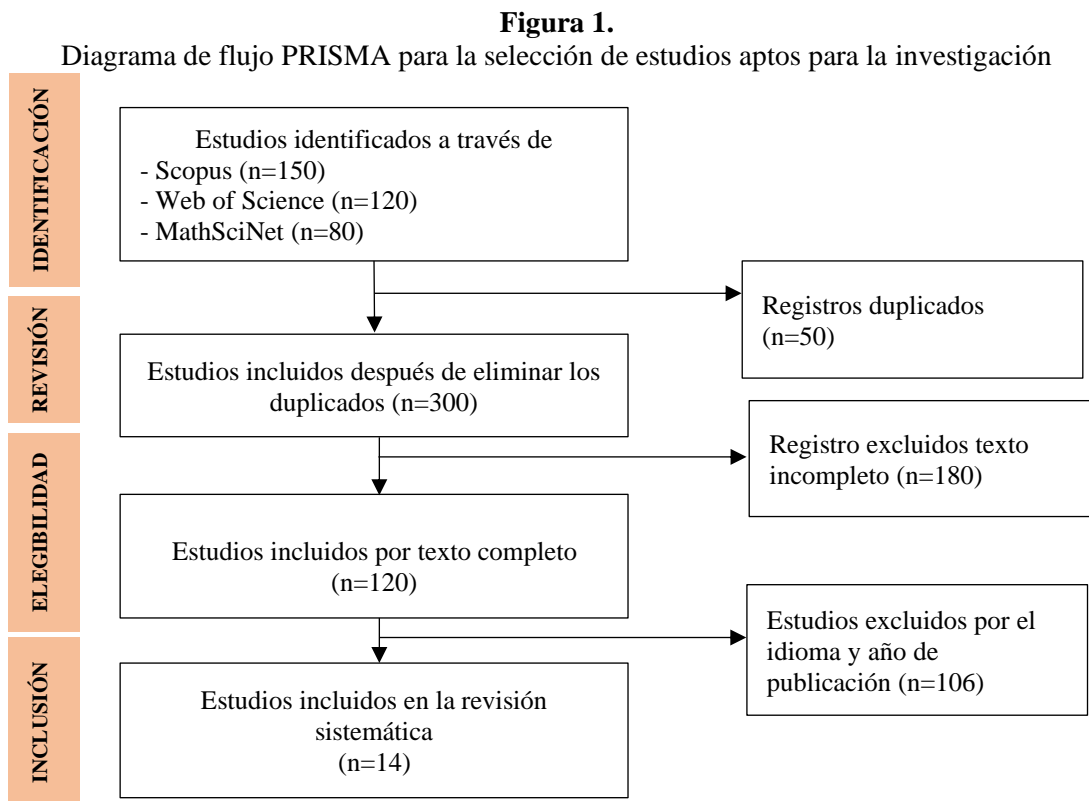 Figura 1.
Diagrama de flujo PRISMA para la selección de estudios aptos para la investigación
IDENTIFICACIÓN
Estudios identificados a través de
- Scopus (n=150)
- Web of Science (n=120)
- MathSciNet (n=80)
Registros duplicados
(n=50)
REVISIÓN
Estudios incluidos después de eliminar los
duplicados (n=300)
Registro excluidos texto
incompleto (n=180)
ELEGIBILIDAD
Estudios incluidos por texto completo
(n=120)
Estudios excluidos por el
idioma y año de
publicación (n=106)
INCLUSIÓN
Estudios incluidos en la revisión
sistemática
(n=14)